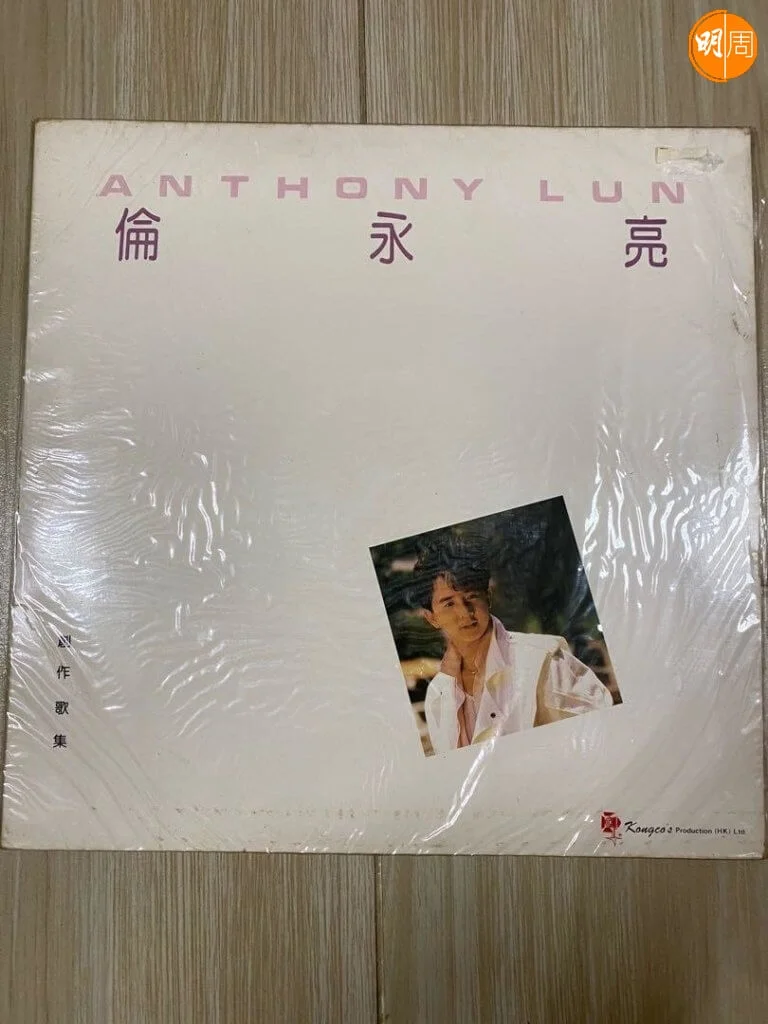 明周
ANTHONY LUN
倫永亮
創作歌集
Kongco's Production (HK) Ltd.